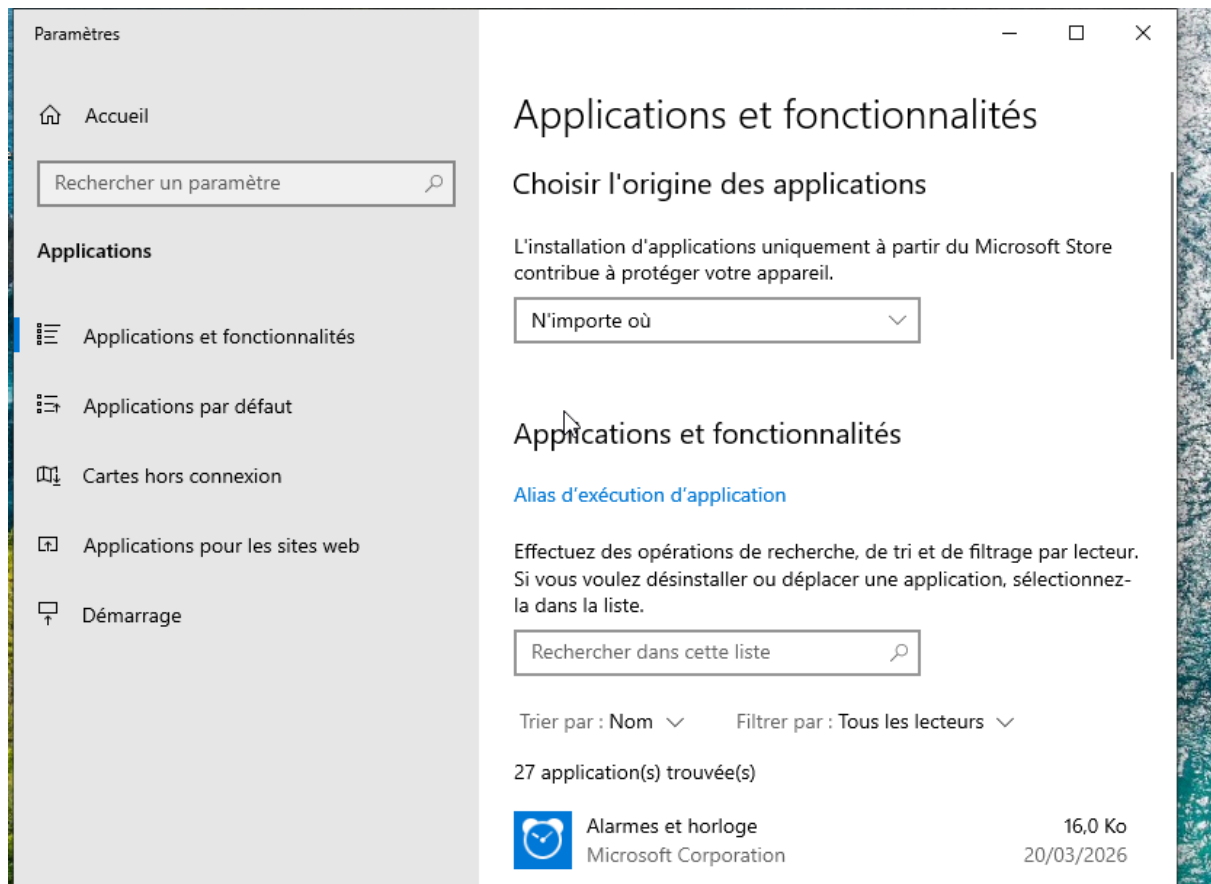 Paramètres
Accueil
Rechercher un paramètre
Applications
Applications et fonctionnalités
Applications par défaut
Cartes hors connexion
Applications pour les sites web
Démarrage
Applications et fonctionnalités
Choisir l'origine des applications
L'installation d'applications uniquement à partir du Microsoft Store
contribue à protéger votre appareil.
N'importe où
Applications et fonctionnalités
Alias d’exécution d’application
Effectuez des opérations de recherche, de tri et de filtrage par lecteur.
Si vous voulez désinstaller ou déplacer une application, sélectionnez-
la dans la liste.
Rechercher dans cette liste
Trier par : Nom Filtrer par : Tous les lecteurs
27 application(s) trouvée(s)
Alarmes et horloge 16,0 Ko
Microsoft Corporation 20/03/2026